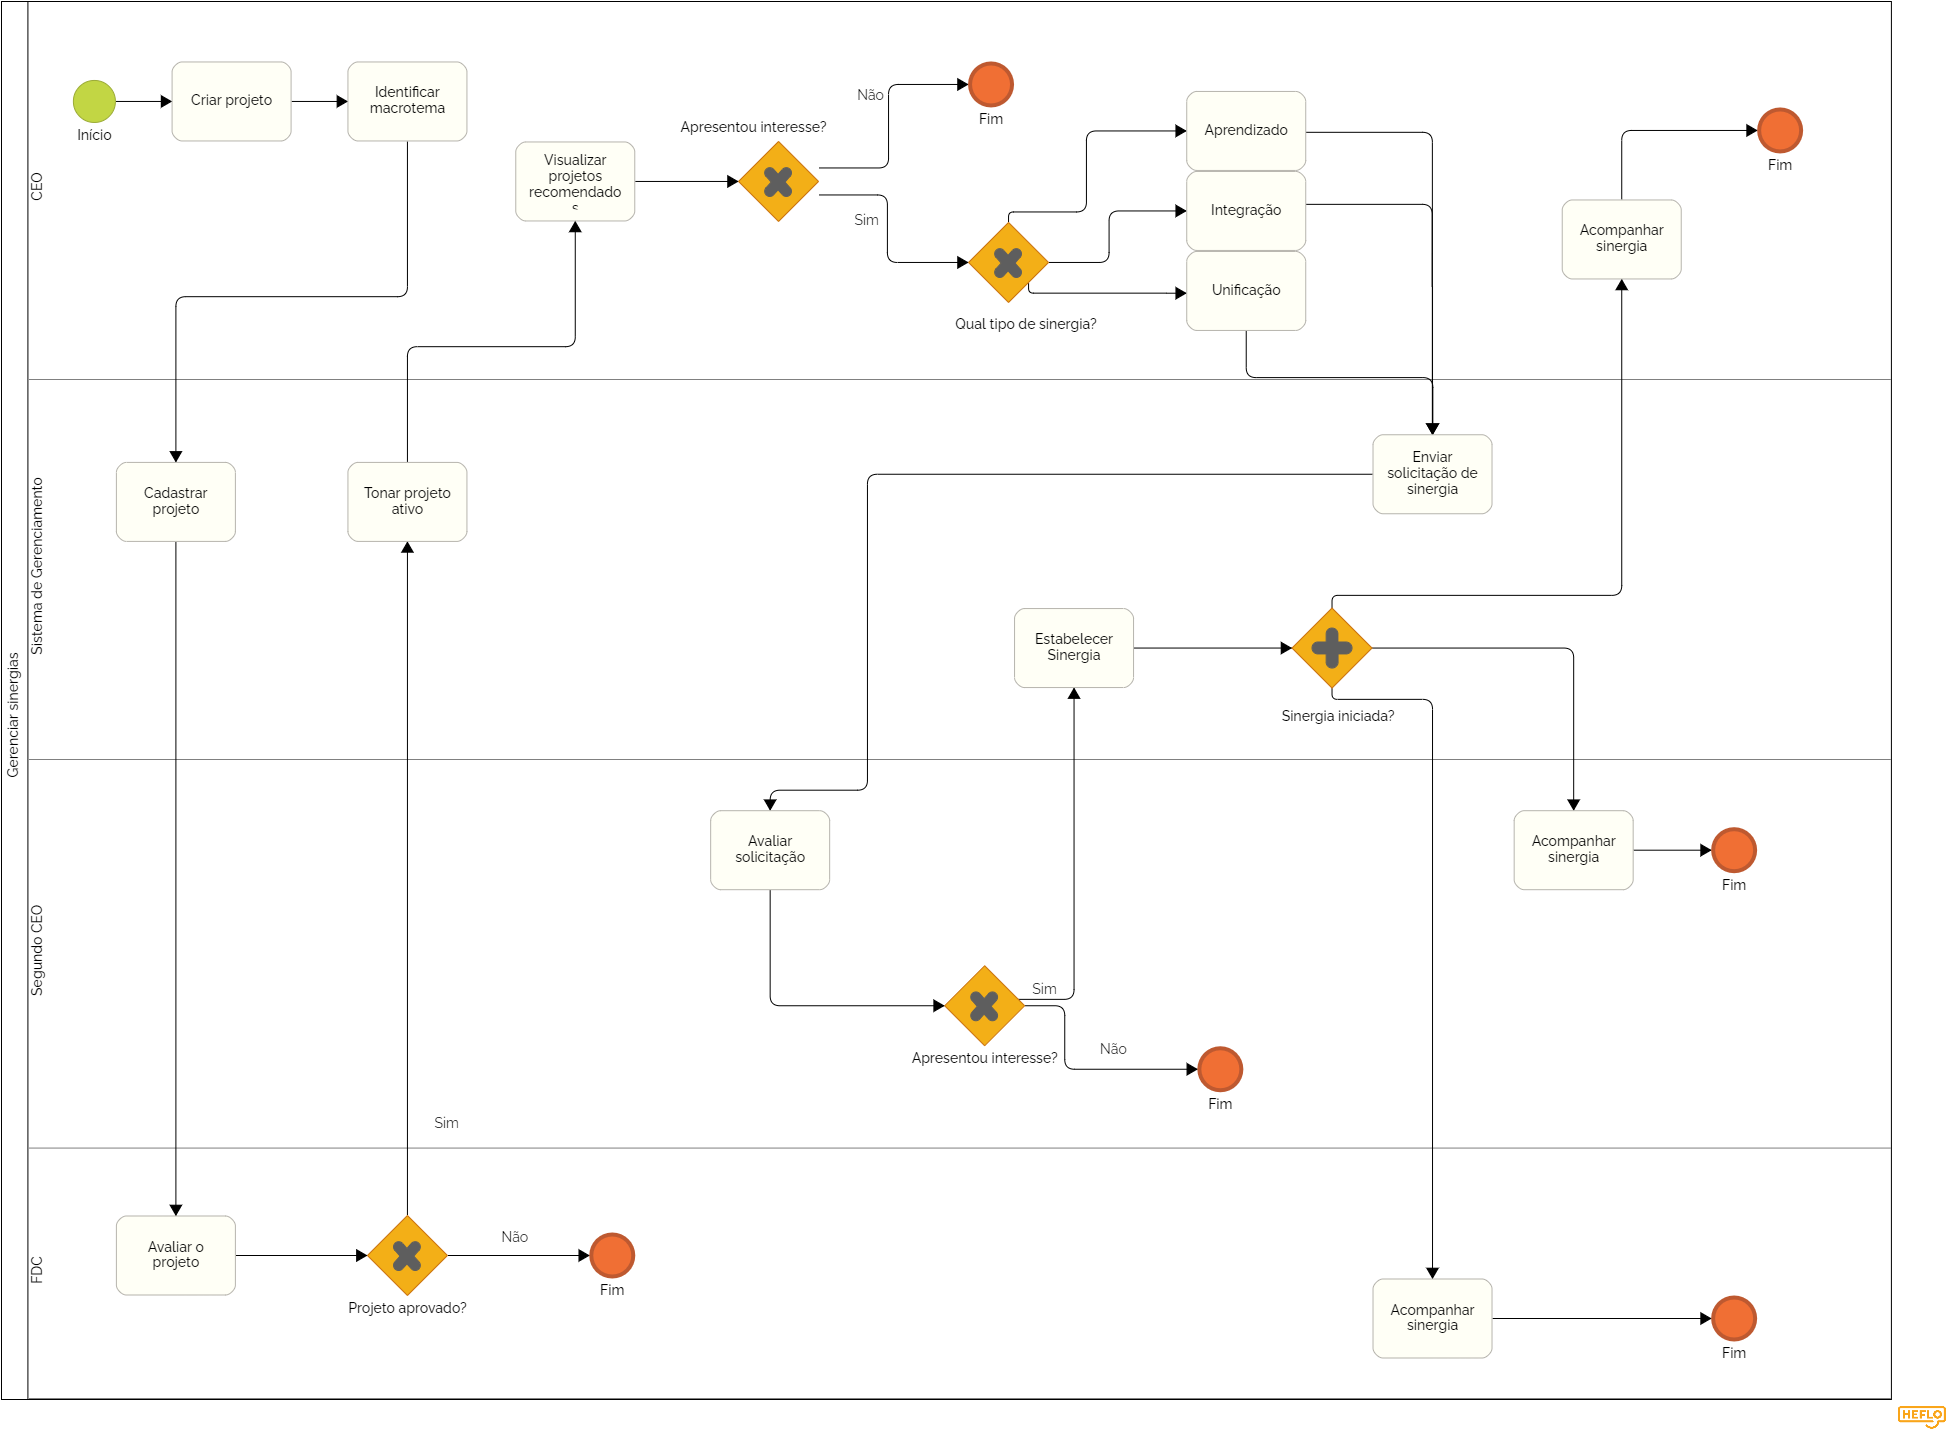 Gerenciar sinergias
CEO
Início
Criar projeto
Identificar
macrotema
Visualizar
projetos
recomendado
s
Apresentou interesse?
Não
Fim
Sim
Qual tipo de sinergia?
Aprendizado
Integração
Unificação
Acompanhar
sinergia
Fim
Sistema de Gerenciamento
Cadastrar
projeto
Tonar projeto
ativo
Enviar
solicitação de
sinergia
Estabelecer
Sinergia
Sinergia iniciada?
Segundo CEO
Avaliar
solicitação
Apresentou interesse?
Sim
Não
Fim
Acompanhar
sinergia
Fim
Sim
FDC
Avaliar o
projeto
Projeto aprovado?
Não
Fim
Acompanhar
sinergia
Fim
HEFLO